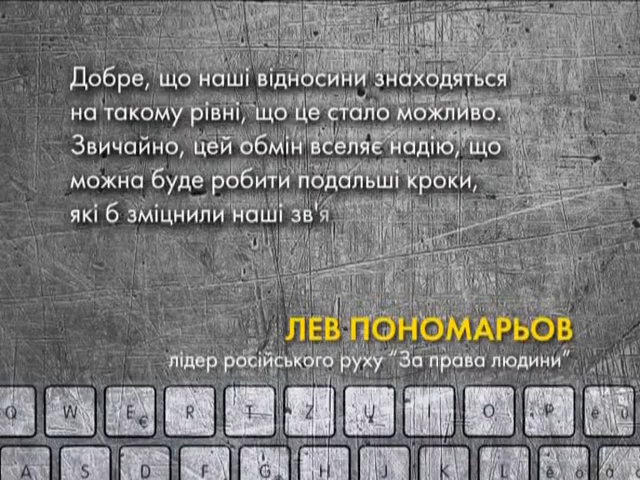 Добре, що наші відносини знаходяться
на такому рівні, що це стало можливо.
Звичайно, цей обмін вселяє надію, що
можна буде робити подальші кроки,
які б зміцнили наші зв'я
ЛЕВ ПОНОМАРЬОВ
лідер російського руху "За права людини"
Q W E € R T Z U I O P è ü
A S D F G H J K L é ö à